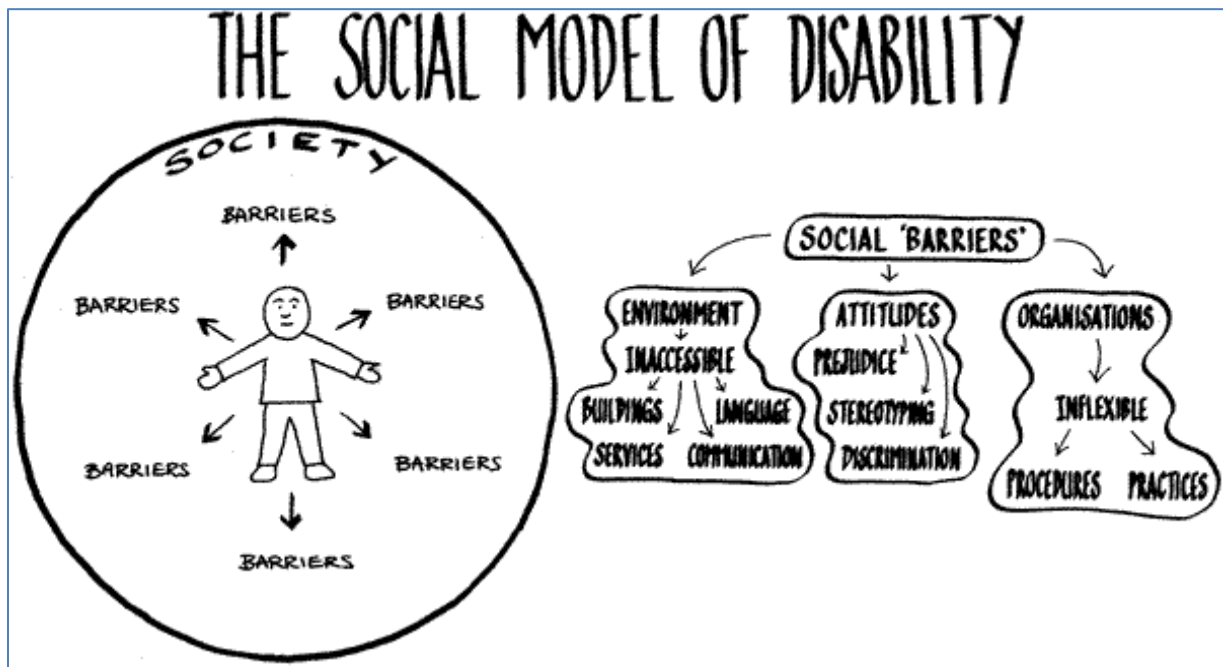 THE SOCIAL MODEL OF DISABILITY
SOCIETY
BARRIERS
BARRIERS
BARRIERS
BARRIERS
BARRIERS
BARRIERS
SOCIAL 'BARRIERS'
ENVIRONMENT
INACCESSIBLE
BUILDINGS LANGUAGE
SERVICES COMMUNICATION
ATTITUDES
PREJUDICE
STEREOTYPING
DISCRIMINATION
ORGANISATIONS
INFLEXIBLE
PROCEDURES PRACTICES